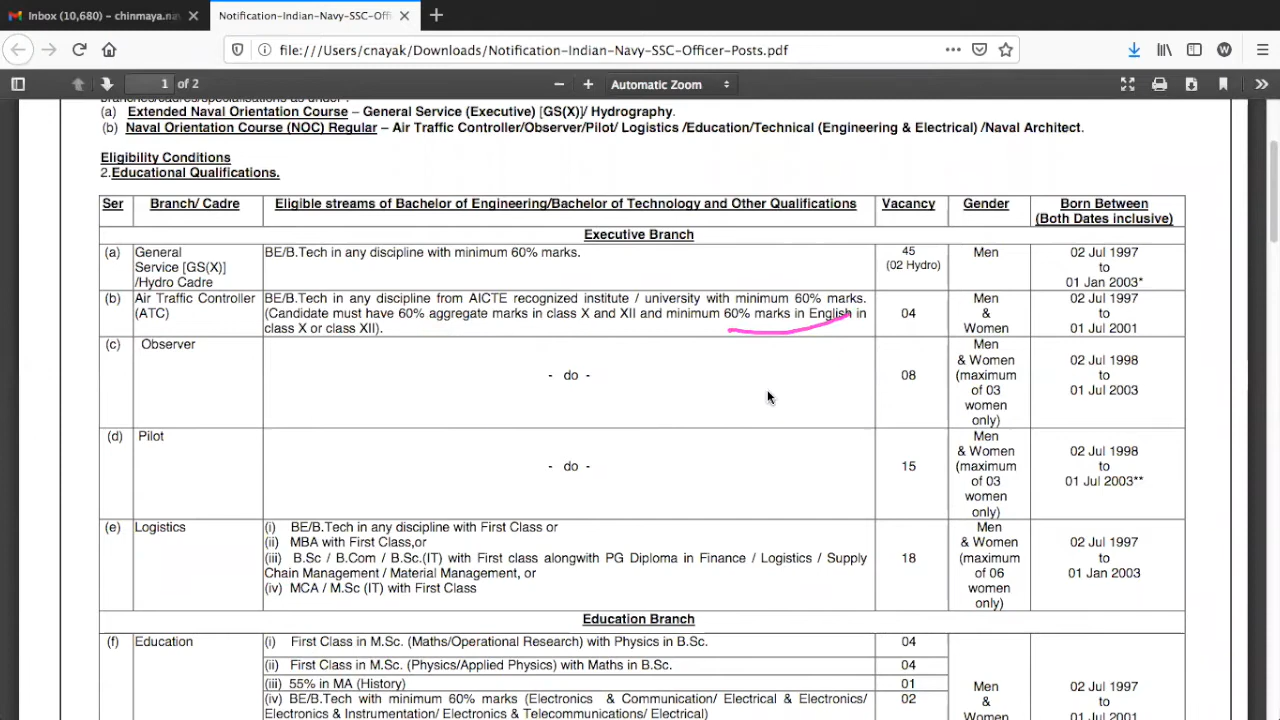 Inbox (10,680) – chinmaya.na
Notification-Indian-Navy-SSC-Offi
file:///Users/cnayak/Downloads/Notification-Indian-Navy-SSC-Officer-Posts.pdf
1 of 2
Automatic Zoom
branches/cadres/specialisations as under :
(a) Extended Naval Orientation Course – General Service (Executive) [GS(X)]/ Hydrography.
(b) Naval Orientation Course (NOC) Regular – Air Traffic Controller/Observer/Pilot/ Logistics /Education/Technical (Engineering & Electrical) /Naval Architect.
Eligibility Conditions
2.Educational Qualifications.
Ser Branch/ Cadre Eligible streams of Bachelor of Engineering/Bachelor of Technology and Other Qualifications Vacancy Gender Born Between
(Both Dates inclusive)
Executive Branch
(a) General BE/B.Tech in any discipline with minimum 60% marks. 45 Men 02 Jul 1997
Service [GS(X)] (02 Hydro) to
/Hydro Cadre 01 Jan 2003*
(b) Air Traffic Controller BE/B.Tech in any discipline from AICTE recognized institute / university with minimum 60% marks. Men 02 Jul 1997
(ATC) (Candidate must have 60% aggregate marks in class X and XII and minimum 60% marks in English in 04 & to
class X or class XII). Women 01 Jul 2001
(c) Observer Men
& Women 02 Jul 1998
- do - 08 (maximum to
of 03 01 Jul 2003
women
only)
(d) Pilot Men
& Women 02 Jul 1998
- do - 15 (maximum to
of 03 01 Jul 2003**
women
only)
(e) Logistics (i) BE/B.Tech in any discipline with First Class or Men
(ii) MBA with First Class,or & Women 02 Jul 1997
(iii) B.Sc / B.Com / B.Sc.(IT) with First class alongwith PG Diploma in Finance / Logistics / Supply 18 (maximum to
Chain Management / Material Management, or of 06 01 Jan 2003
(iv) MCA / M.Sc (IT) with First Class women
only)
Education Branch
(f) Education (i) First Class in M.Sc. (Maths/Operational Research) with Physics in B.Sc. 04
(ii) First Class in M.Sc. (Physics/Applied Physics) with Maths in B.Sc. 04
(iii) 55% in MA (History) 01 Men 02 Jul 1997
(iv) BE/B.Tech with minimum 60% marks (Electronics & Communication/ Electrical & Electronics/ 02 & to
Electronics & Instrumentation/ Electronics & Telecommunications/ Electrical) Women 01 Jul 2001